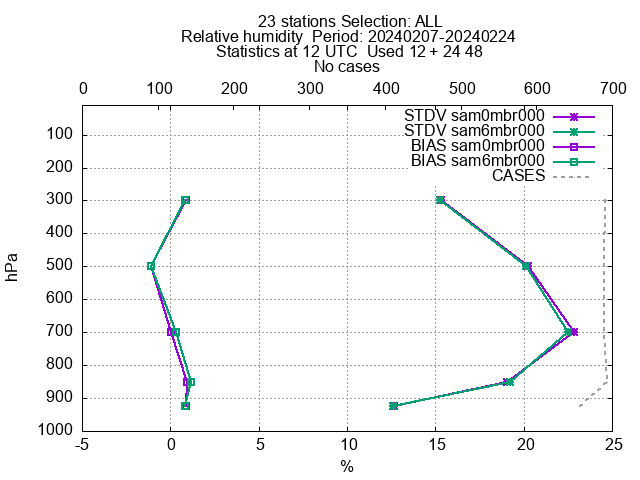 23 stations Selection: ALL
Relative humidity  Period: 20240207-20240224
Statistics at 12 UTC  Used 12 + 24 48
No cases
0 100 200 300 400 500 600 700
STDV sam0mbr000
STDV sam6mbr000
BIAS sam0mbr000
BIAS sam6mbr000
CASES
100
200
300
400
500
600
700
800
900
1000
hPa
-5 0 5 10 15 20 25
%